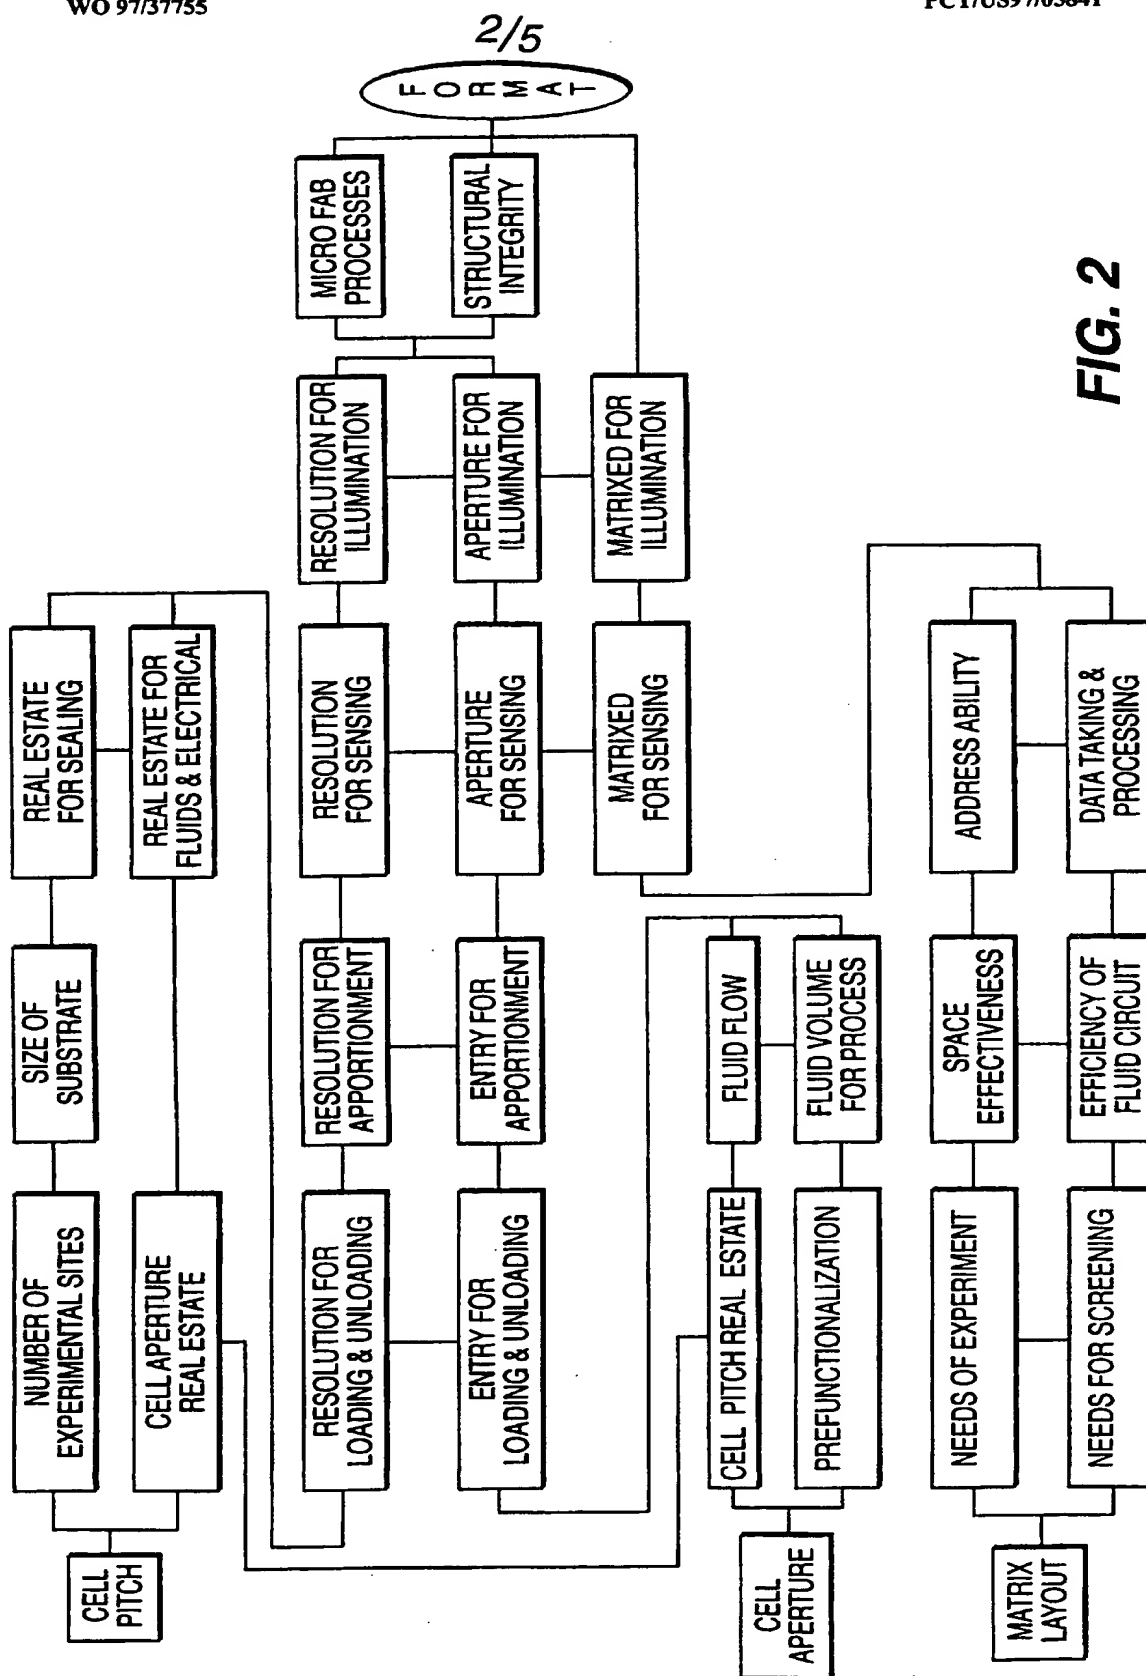 WO 97/37755
2/5
CELL
PITCH
NUMBER OF
EXPERIMENTAL SITES
CELL APERTURE
REAL ESTATE
SIZE OF
SUBSTRATE
REAL ESTATE
FOR SEALING
REAL ESTATE FOR
FLUIDS & ELECTRICAL
RESOLUTION FOR
LOADING & UNLOADING
ENTRY FOR
LOADING & UNLOADING
RESOLUTION FOR
APPORTIONMENT
ENTRY FOR
APPORTIONMENT
RESOLUTION
FOR SENSING
APERTURE
FOR SENSING
MATRIXED
FOR SENSING
RESOLUTION FOR
ILLUMINATION
APERTURE FOR
ILLUMINATION
MATRIXED FOR
ILLUMINATION
MICRO FAB
PROCESSES
STRUCTURAL
INTEGRITY
FORMAT
CELL
APERTURE
CELL PITCH REAL ESTATE
PREFUNCTIONALIZATION
FLUID FLOW
FLUID VOLUME
FOR PROCESS
MATRIX
LAYOUT
NEEDS OF EXPERIMENT
NEEDS FOR SCREENING
SPACE
EFFECTIVENESS
EFFICIENCY OF
FLUID CIRCUIT
ADDRESS ABILITY
DATA TAKING &
PROCESSING
FIG. 2